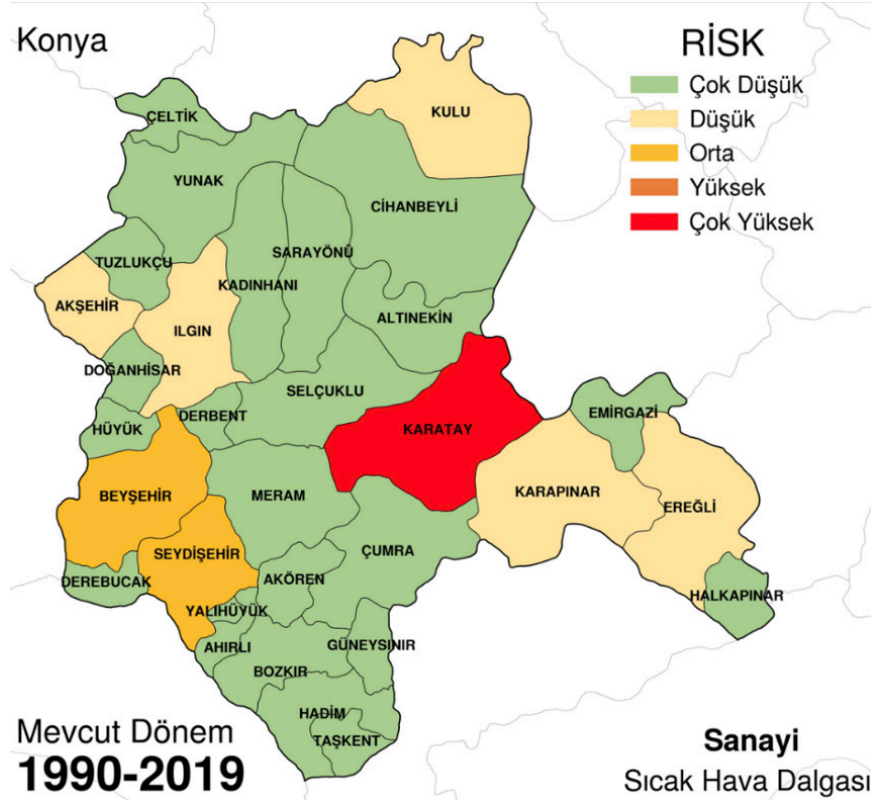 Konya
RİSK
Çok Düşük
Düşük
Orta
Yüksek
Çok Yüksek
KULU
ÇELTİK
YUNAK
CİHANBEYLİ
SARAYÖNÜ
TUZLUKÇU
KADINHANI
AKŞEHİR
ILGIN
ALTINEKİN
DOĞANHİSAR
SELÇUKLU
HÜYÜK
DERBENT
KARATAY
EMİRGAZİ
BEYŞEHİR
MERAM
KARAPINAR
EREĞLİ
SEYDİŞEHİR
ÇUMRA
DEREBUCAK
AKÖREN
HALKAPINAR
YALIHÜYÜK
AHIRLI
GÜNEYSINIR
BOZKIR
HADİM
TAŞKENT
Mevcut Dönem
1990-2019
Sanayi
Sıcak Hava Dalgası